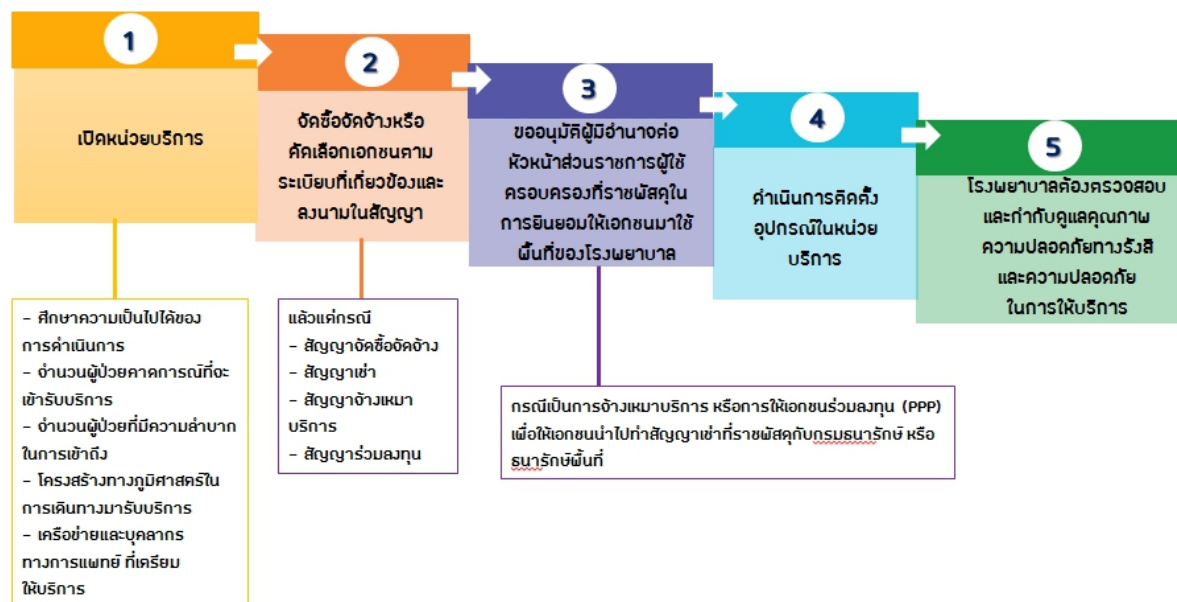 1
เปิดหน่วยบริการ
- ศึกษาความเป็นไปได้ของ
การดำเนินการ
- จำนวนผู้ป่วยคาดการณ์ที่จะ
เข้ารับบริการ
- จำนวนผู้ป่วยที่มีความลำบาก
ในการเข้าถึง
- โครงสร้างทางภูมิศาสตร์ใน
การเดินทางมารับบริการ
- เครือข่ายและบุคลากร
ทางการแพทย์ ที่เตรียม
ให้บริการ
2
จัดซื้อจัดจ้างหรือ
คัดเลือกเอกชนตาม
ระเบียบที่เกี่ยวข้องและ
ลงนามในสัญญา
แล้วแต่กรณี
- สัญญาจัดซื้อจัดจ้าง
- สัญญาเช่า
- สัญญาจ้างเหมา
บริการ
- สัญญาร่วมลงทุน
3
ขออนุมัติผู้มีอำนาจต่อ
หัวหน้าส่วนราชการผู้ใช้
ครอบครองที่ราชพัสดุใน
การยินยอมให้เอกชนมาใช้
พื้นที่ของโรงพยาบาล
กรณีเป็นการจ้างเหมาบริการ หรือการให้เอกชนร่วมลงทุน (PPP)
เพื่อให้เอกชนนำไปทำสัญญาเช่าที่ราชพัสดุกับกรมธนารักษ์ หรือ
ธนารักษ์พื้นที่
4
ดำเนินการติดตั้ง
อุปกรณ์ในหน่วย
บริการ
5
โรงพยาบาลต้องตรวจสอบ
และกำกับดูแลคุณภาพ
ความปลอดภัยทางรังสี
และความปลอดภัย
ในการให้บริการ